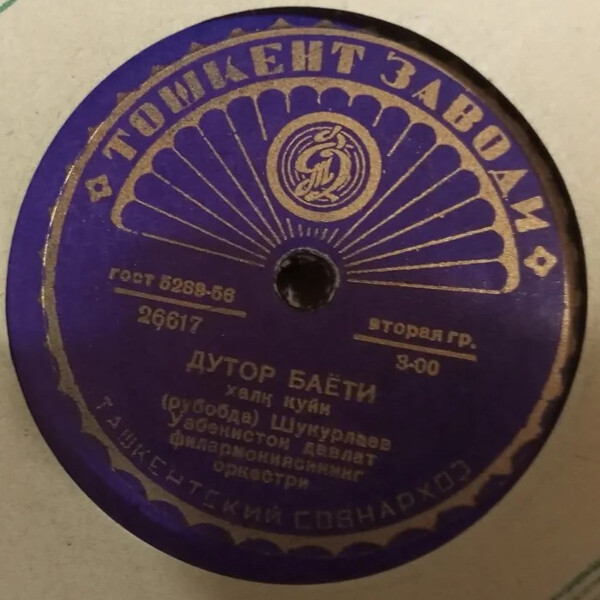 ТОШКЕНТ ЗАВОДИ
ГОСТ 5289-56
26617
вторая гр.
3-00
ДУТОР БАЁТИ
халқ куйи
(рубобда) Шукурлаев
Узбекистон давлат
филармониясининг
оркестри
ТАШКЕНТСКИЙ СОВНАРХОЗ